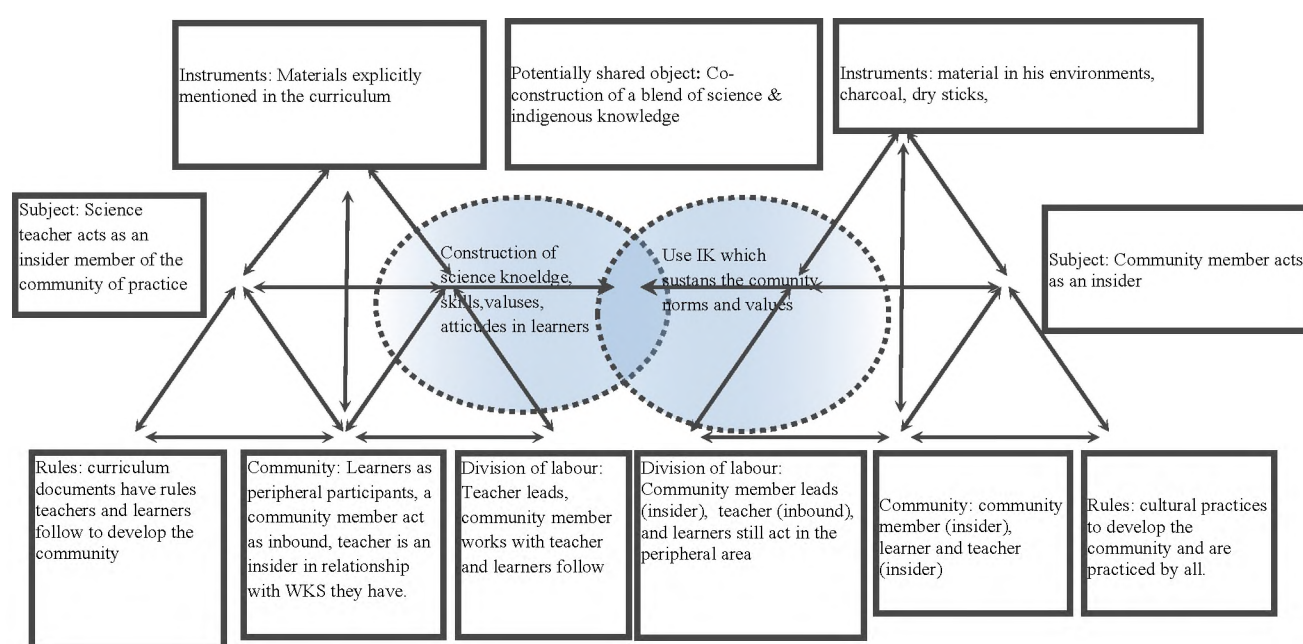 Instruments: Materials explicitly
mentioned in the curriculum
Potentially shared object: Co-
construction of a blend of science &
indigenous knowledge
Instruments: material in his environments,
charcoal, dry sticks,
Subject: Science
teacher acts as an
insider member of the
community of practice
Construction of
science knoeldge,
skills,valuses,
atticudes in learners
Use IK which
sustans the comunity
norms and values
Subject: Community member acts
as an insider
Rules: curriculum
documents have rules
teachers and learners
follow to develop the
community
Community: Learners as
peripheral participants, a
community member act
as inbound, teacher is an
insider in relationship
with WKS they have.
Division of labour:
Teacher leads,
community member
works with teacher
and learners follow
Division of labour:
Community member leads
(insider), teacher (inbound),
and learners still act in the
peripheral area
Community: community
member (insider),
learner and teacher
(insider)
Rules: cultural practices
to develop the
community and are
practiced by all.